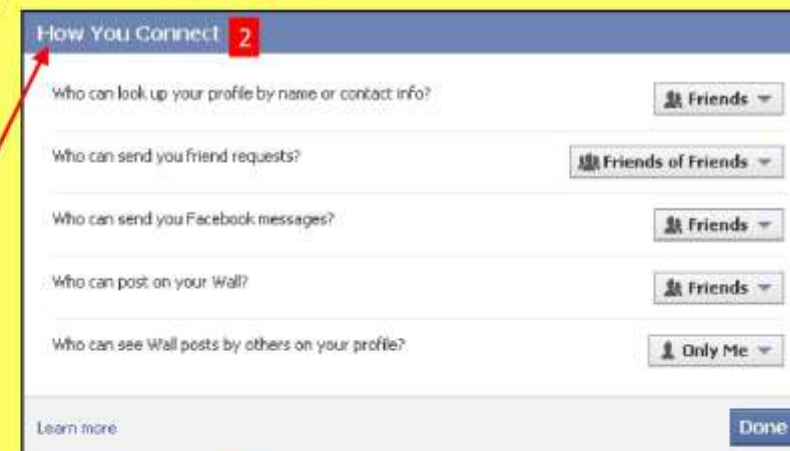 How You Connect 2
Who can look up your profile by name or contact info? Friends
Who can send you friend requests? Friends of Friends
Who can send you Facebook messages? Friends
Who can post on your Wall? Friends
Who can see Wall posts by others on your profile? Only Me
Learn more Done